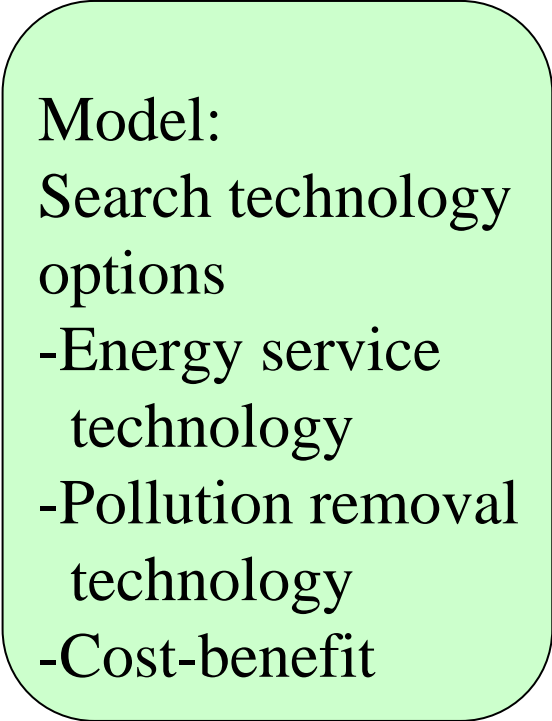 Model:
Search technology
options
-Energy service
technology
-Pollution removal
technology
-Cost-benefit